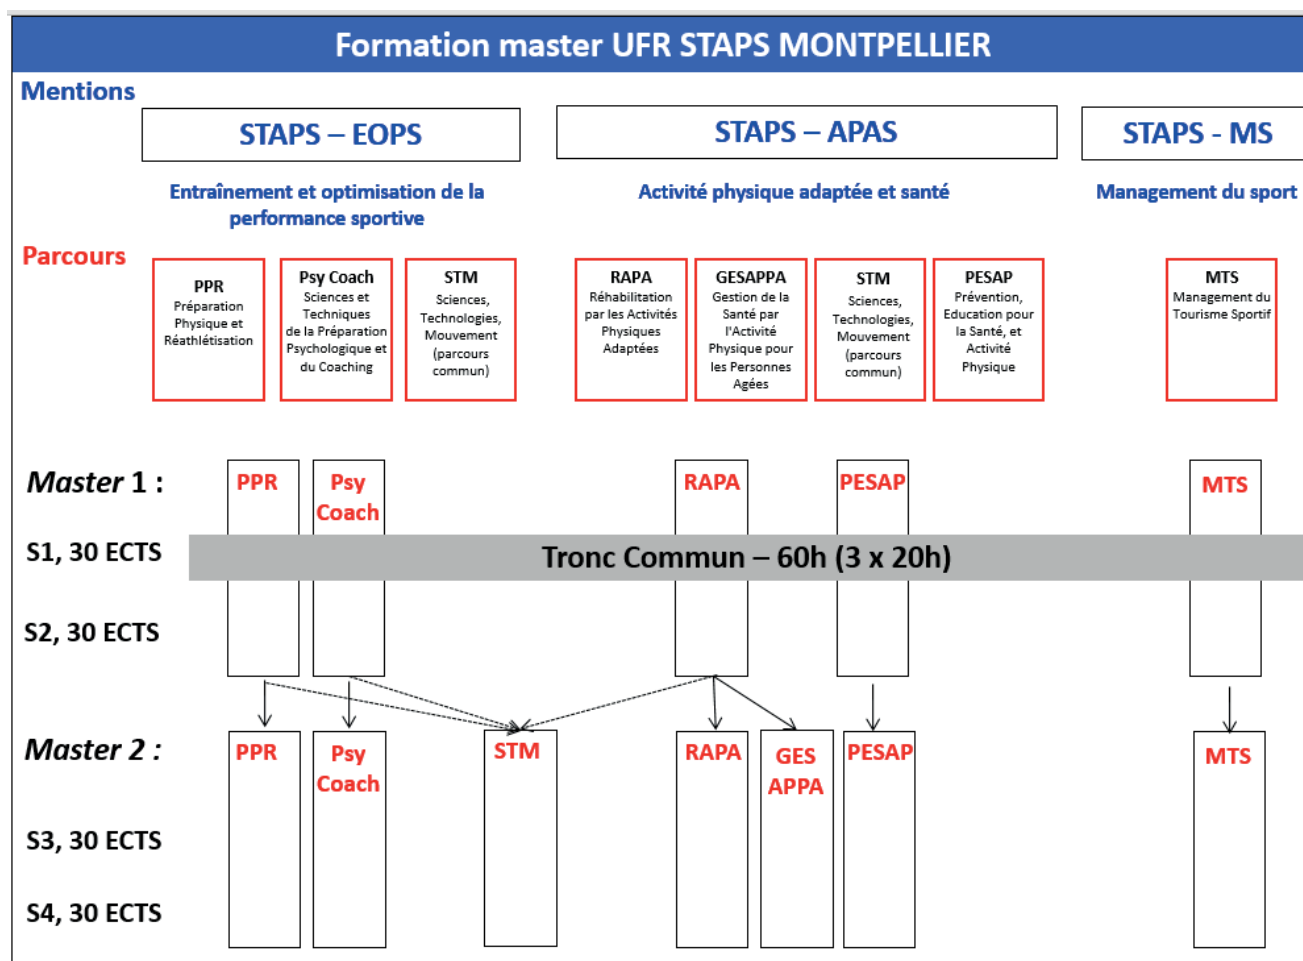 Formation master UFR STAPS MONTPELLIER
Mentions
STAPS – EOPS
STAPS – APAS
STAPS - MS
Entraînement et optimisation de la
performance sportive
Activité physique adaptée et santé
Management du sport
Parcours
PPR
Préparation
Physique et
Réathlétisation
Psy Coach
Sciences et
Techniques
de la Préparation
Psychologique et
du Coaching
STM
Sciences,
Technologies,
Mouvement
(parcours
commun)
RAPA
Réhabilitation
par les Activités
Physiques
Adaptées
GESAPPA
Gestion de la
Santé par
l'Activité
Physique pour
les Personnes
Agées
STM
Sciences,
Technologies,
Mouvement
(parcours
commun)
PESAP
Prévention,
Education pour
la Santé, et
Activité
Physique
MTS
Management du
Tourisme Sportif
Master 1 :
PPR
Psy
Coach
RAPA
PESAP
MTS
S1, 30 ECTS
Tronc Commun – 60h (3 x 20h)
S2, 30 ECTS
Master 2 :
PPR
Psy
Coach
STM
RAPA
GES
APPA
PESAP
MTS
S3, 30 ECTS
S4, 30 ECTS